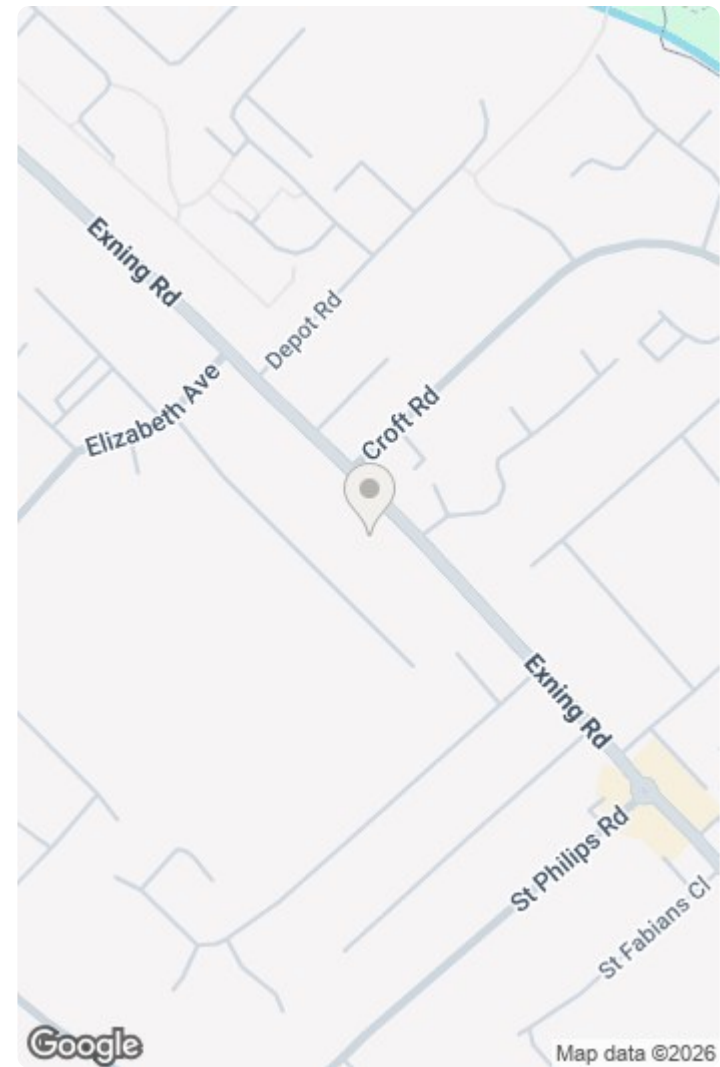 Exning Rd
Depot Rd
Elizabeth Ave
Croft Rd
Exning Rd
St Philips Rd
St Fabians Cl
Google
Map data ©2026